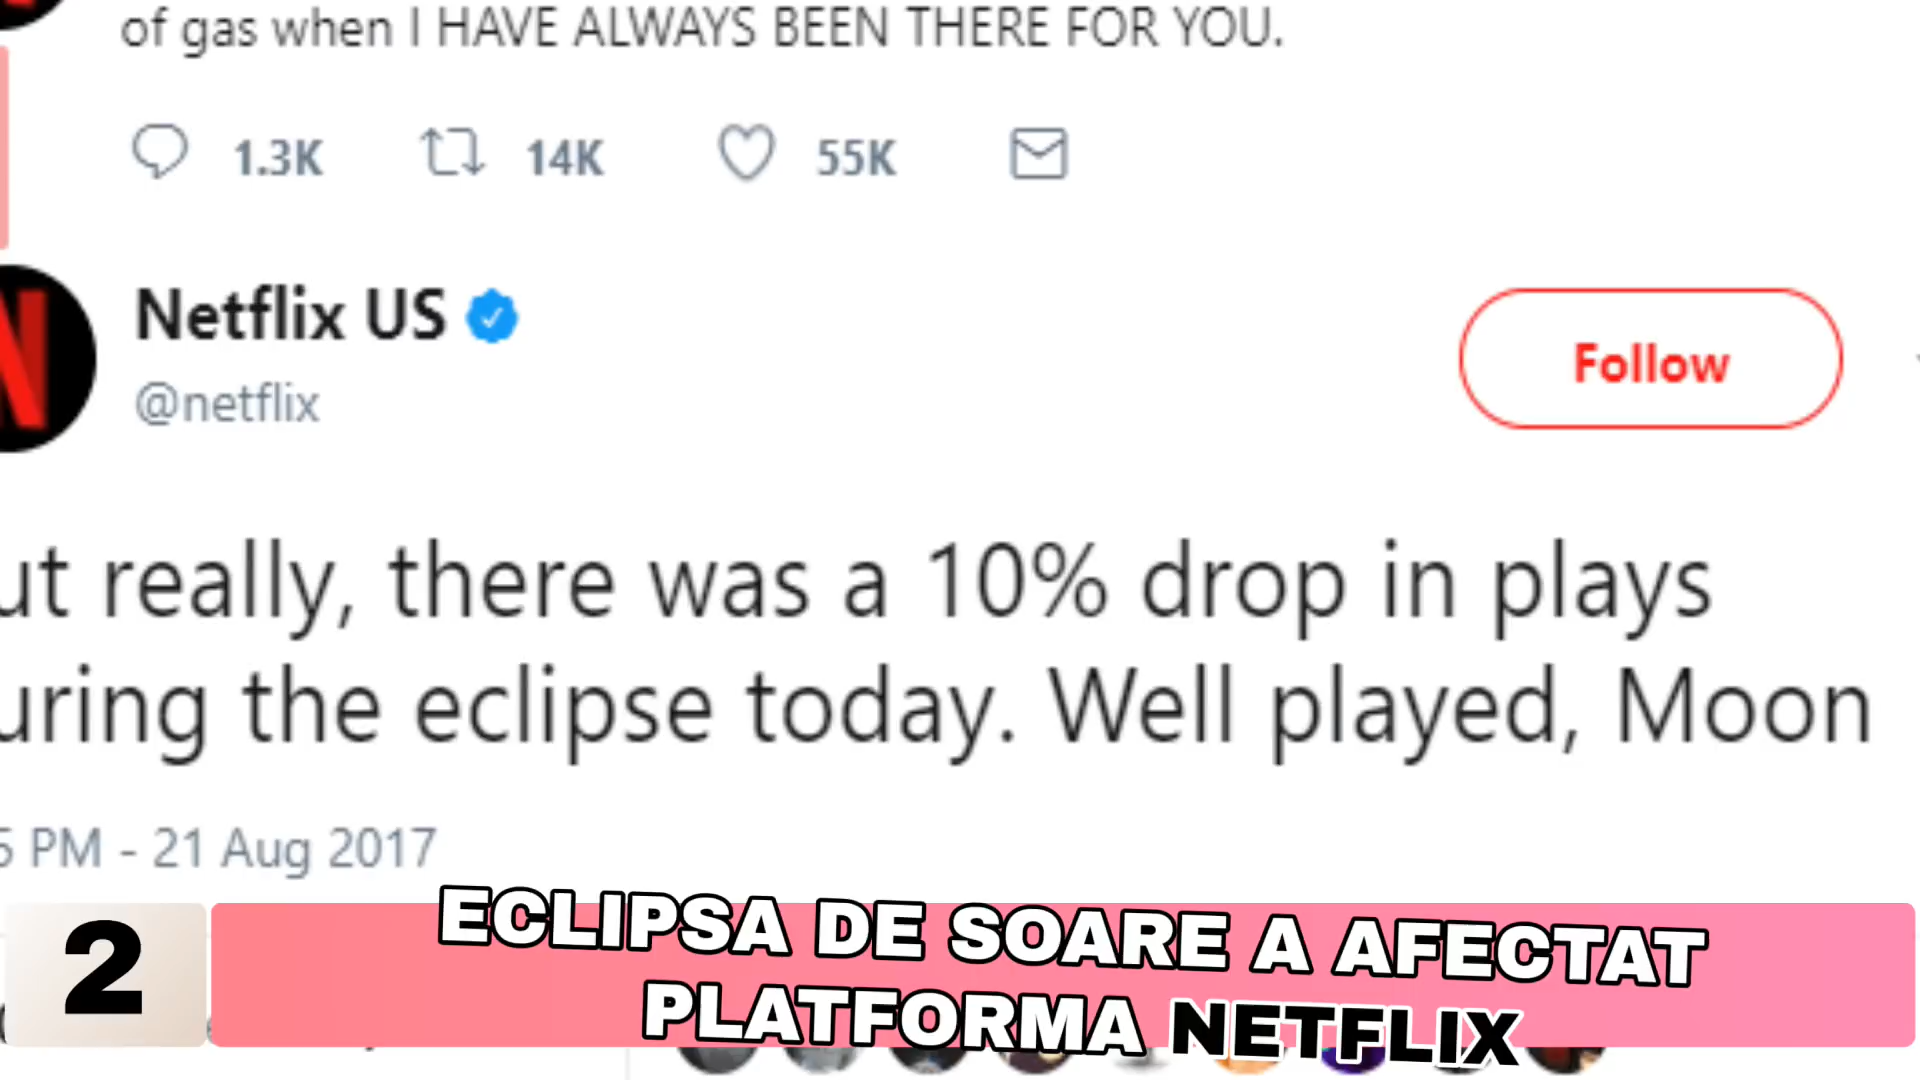 of gas when I HAVE ALWAYS BEEN THERE FOR YOU.
1.3K 14K 55K
Netflix US
@netflix
Follow
ut really, there was a 10% drop in plays
uring the eclipse today. Well played, Moon
5 PM - 21 Aug 2017
2
ECLIPSA DE SOARE A AFECTAT
PLATFORMA NETFLIX